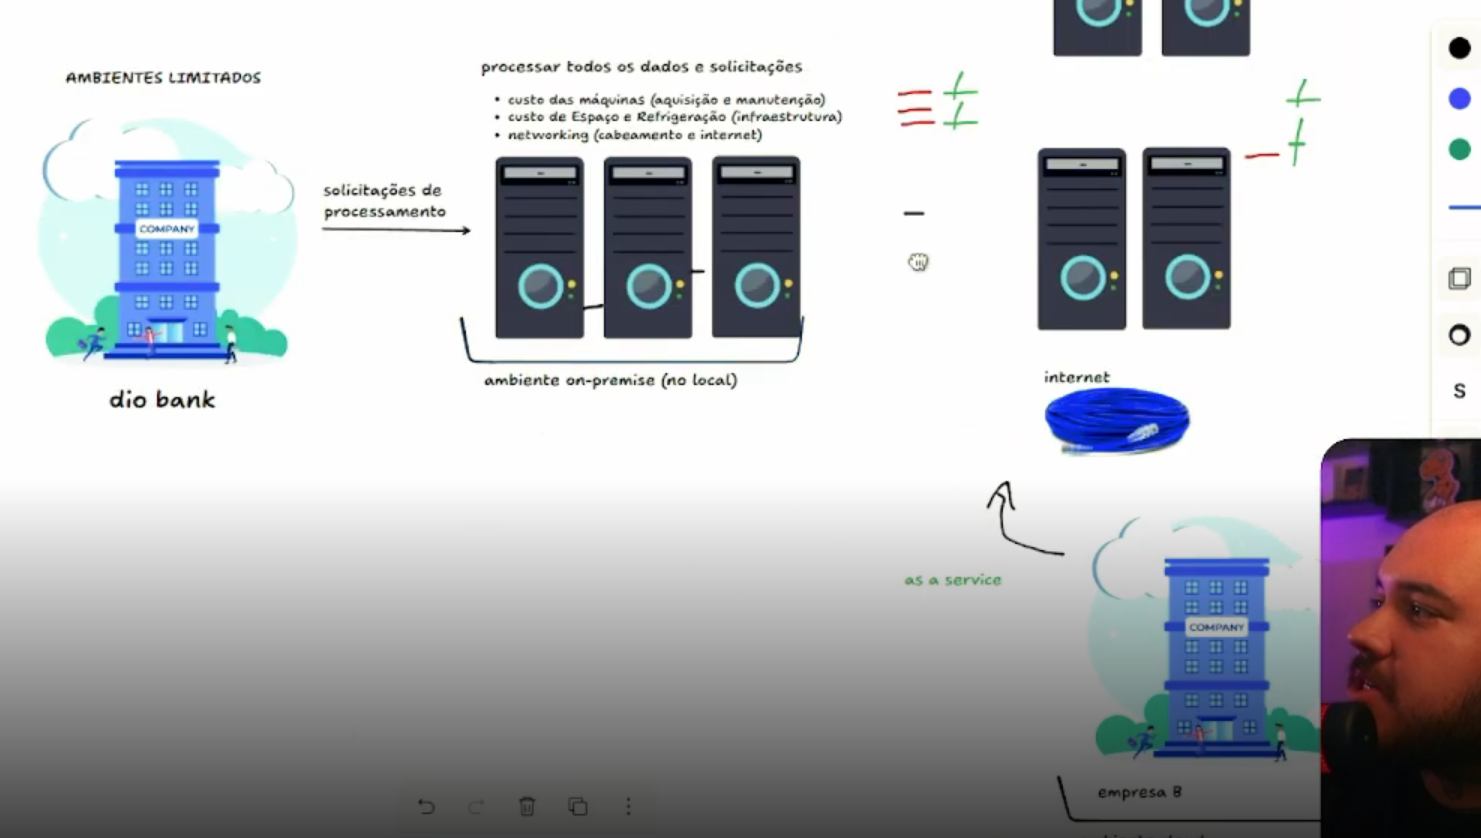 AMBIENTES LIMITADOS
COMPANY
dio bank
solicitações de
processamento
processar todos os dados e solicitações
• custo das máquinas (aquisição e manutenção)
• custo de Espaço e Refrigeração (infraestrutura)
• networking (cabeamento e internet)
ambiente on-premise (no local)
internet
as a service
COMPANY
empresa B
S